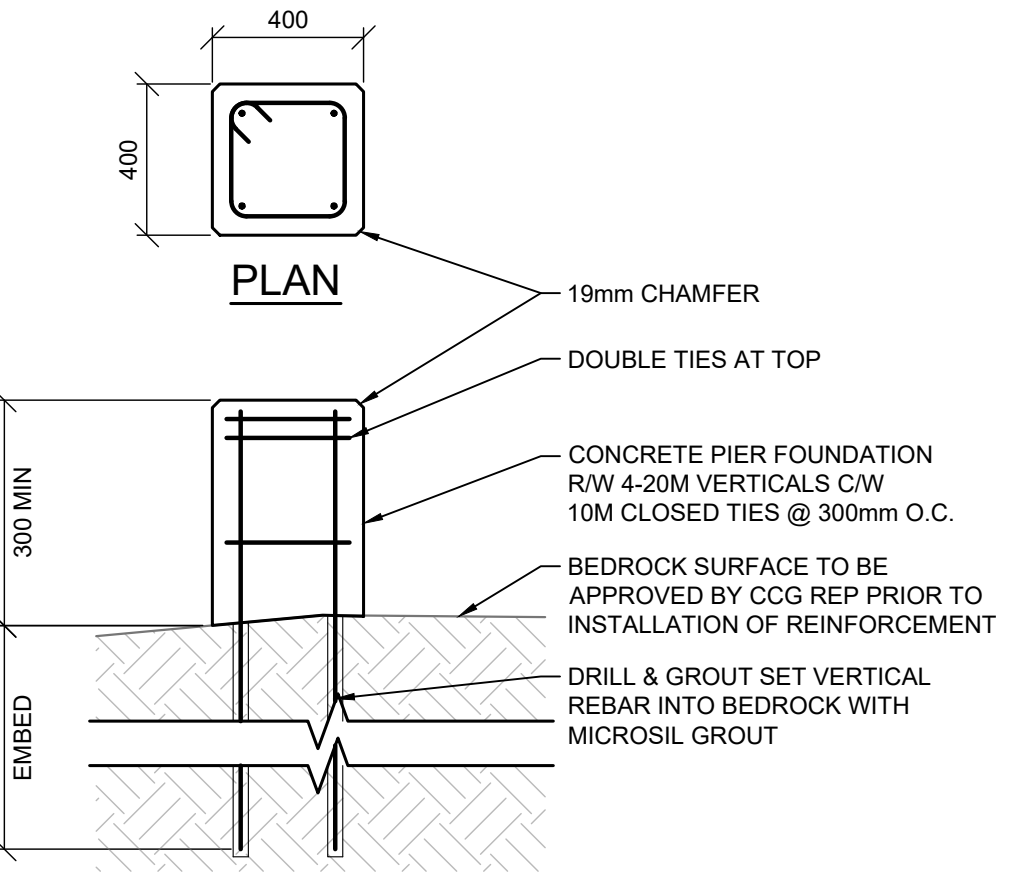 400
400
PLAN
19mm CHAMFER
DOUBLE TIES AT TOP
CONCRETE PIER FOUNDATION
R/W 4-20M VERTICALS C/W
10M CLOSED TIES @ 300mm O.C.
300 MIN
BEDROCK SURFACE TO BE
APPROVED BY CCG REP PRIOR TO
INSTALLATION OF REINFORCEMENT
DRILL & GROUT SET VERTICAL
REBAR INTO BEDROCK WITH
MICROSIL GROUT
EMBED